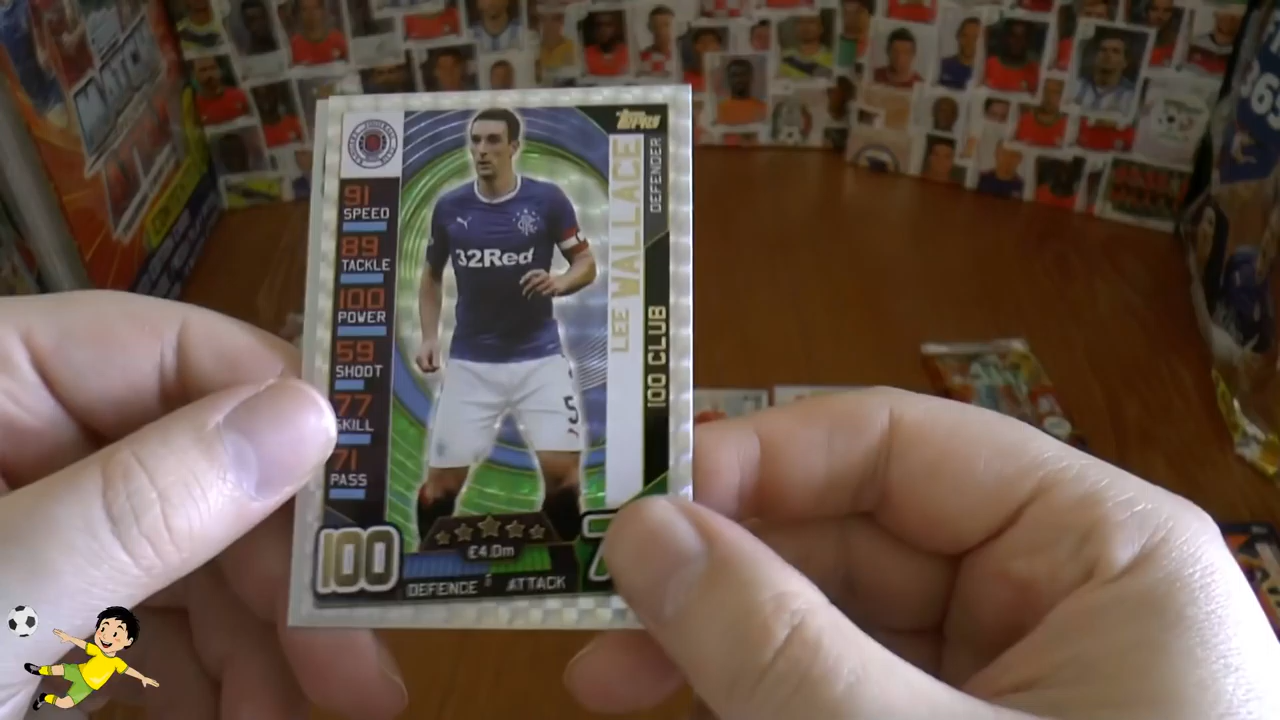 TOPPS
DEFENDER
LEE WALLACE
100 CLUB
91
SPEED
89
TACKLE
100
POWER
59
SHOOT
77
SKILL
71
PASS
32Red
5
£4.0m
100
DEFENCE
ATTACK